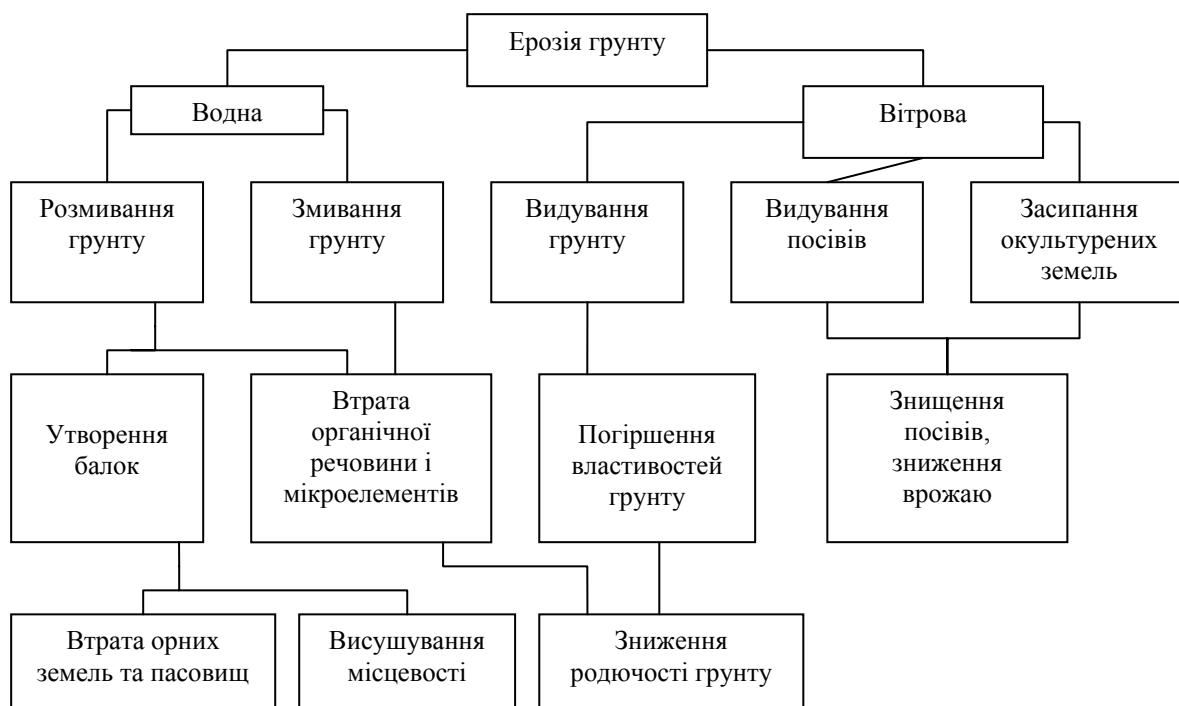 Ерозія грунту
Водна
Вітрова
Розмивання
грунту
Змивання
грунту
Видування
грунту
Видування
посівів
Засипання
окультурених
земель
Утворення
балок
Втрата
органічної
речовини і
мікроелементів
Погіршення
властивостей
грунту
Знищення
посівів,
зниження
врожаю
Втрата орних
земель та пасовищ
Висушування
місцевості
Зниження
родючості грунту